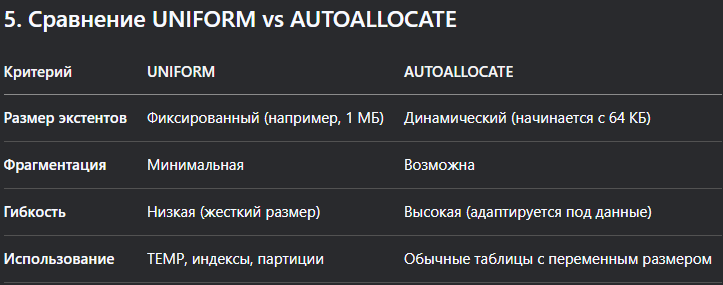 5. Сравнение UNIFORM vs AUTOALLOCATE
Критерий UNIFORM AUTOALLOCATE
Размер экстентов Фиксированный (например, 1 МБ) Динамический (начинается с 64 КБ)
Фрагментация Минимальная Возможна
Гибкость Низкая (жесткий размер) Высокая (адаптируется под данные)
Использование TEMP, индексы, партиции Обычные таблицы с переменным размером